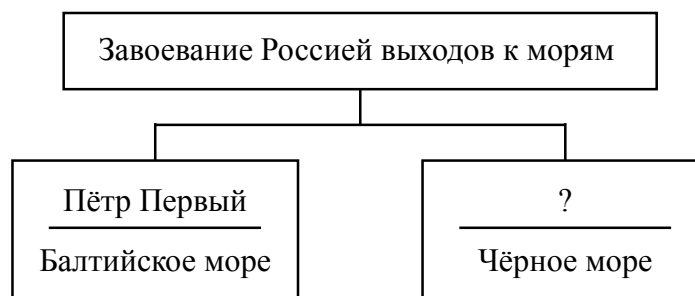 Завоевание Россией выходов к морям
Пётр Первый
Балтийское море
?
Чёрное море